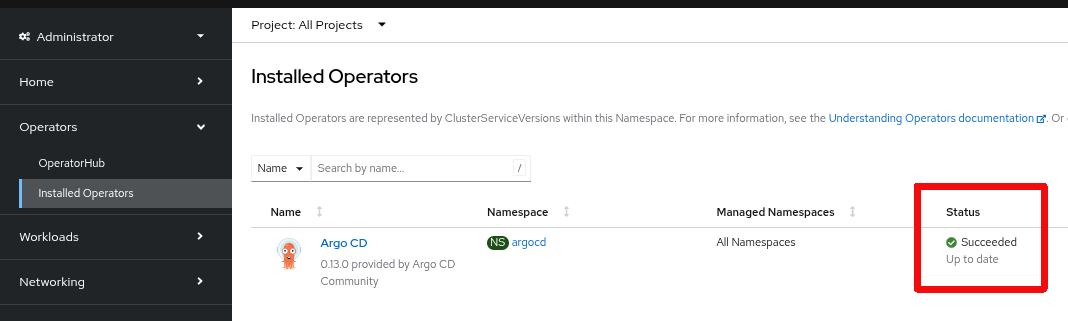 Project: All Projects
Administrator
Home
Operators
OperatorHub
Installed Operators
Workloads
Networking
Installed Operators
Installed Operators are represented by ClusterServiceVersions within this Namespace. For more information, see the Understanding Operators documentation. Or
Name Search by name... /
Name Namespace Managed Namespaces Status
Argo CD NS argocd All Namespaces Succeeded
0.13.0 provided by Argo CD Up to date
Community